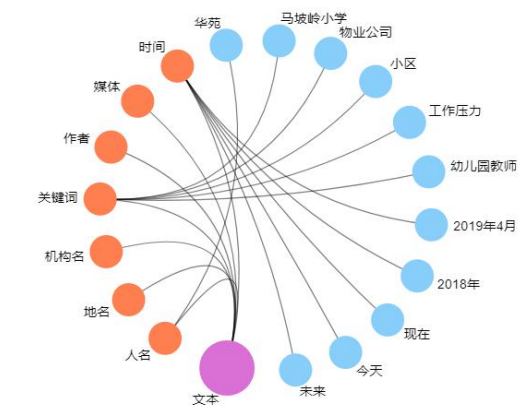 华苑
马坡岭小学
物业公司
小区
工作压力
幼儿园教师
2019年4月
2018年
现在
今天
未来
文本
人名
地名
机构名
关键词
作者
媒体
时间